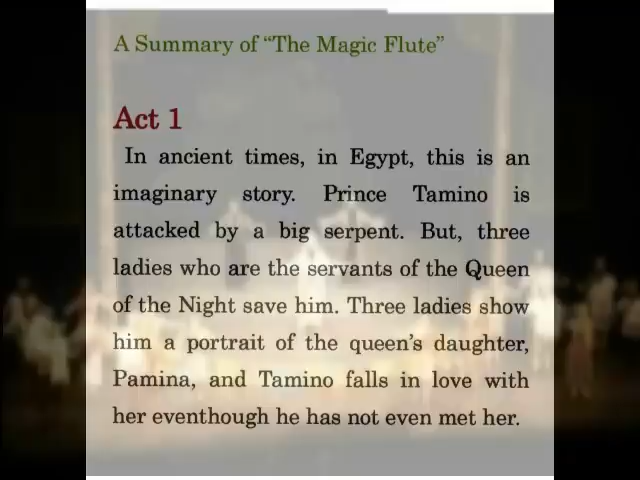 A Summary of “The Magic Flute”
Act 1
In ancient times, in Egypt, this is an
imaginary story. Prince Tamino is
attacked by a big serpent. But, three
ladies who are the servants of the Queen
of the Night save him. Three ladies show
him a portrait of the queen’s daughter,
Pamina, and Tamino falls in love with
her eventhough he has not even met her.